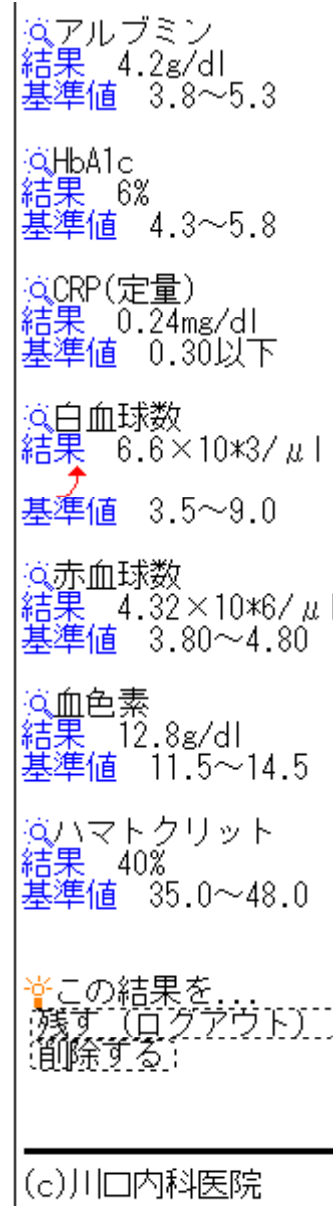 アルブミン
結果 4.2g/dl
基準値 3.8～5.3
HbA1c
結果 6%
基準値 4.3～5.8
CRP(定量)
結果 0.24mg/dl
基準値 0.30以下
白血球数
結果 6.6×10*3/μl
基準値 3.5～9.0
赤血球数
結果 4.32×10*6/μl
基準値 3.80～4.80
血色素
結果 12.8g/dl
基準値 11.5～14.5
ハマトクリット
結果 40%
基準値 35.0～48.0
この結果を...
残す（ログアウト）
削除する
(c)川口内科医院